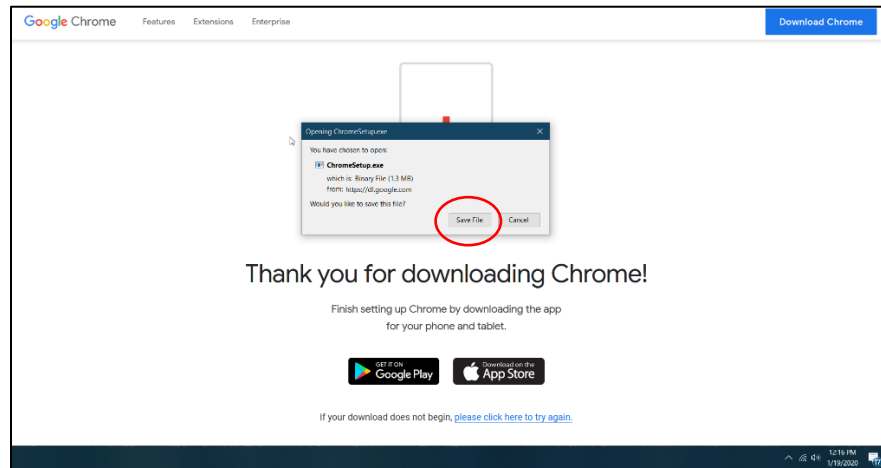 Google Chrome Features Extensions Enterprise Download Chrome
Opening ChromeSetup.exe
You have chosen to open:
ChromeSetup.exe
which is: Binary File (1.3 MB)
from: https://dl.google.com
Would you like to save this file?
Save File Cancel
Thank you for downloading Chrome!
Finish setting up Chrome by downloading the app
for your phone and tablet.
GET IT ON
Google Play
Download on the
App Store
If your download does not begin, please click here to try again.
12:16 PM
1/19/2020
17